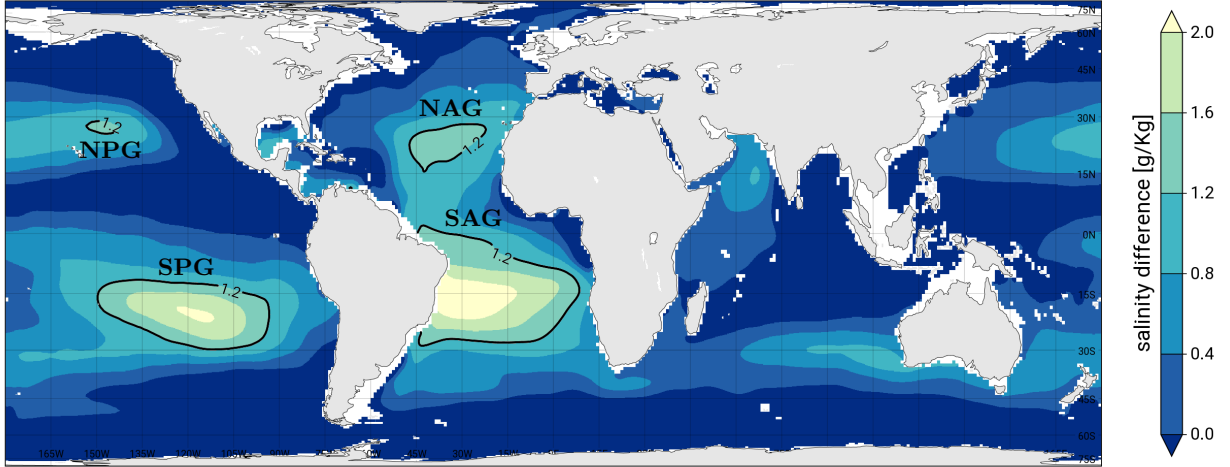 75N
60N
45N
30N
15N
0N
15S
30S
45S
60S
75S
165W
150W
135W
120W
105W
90W
45W
30W
NAG
1.2
NPG
1.2
SAG
1.2
SPG
1.2
2.0
1.6
1.2
0.8
0.4
0.0
salinity difference [g/Kg]